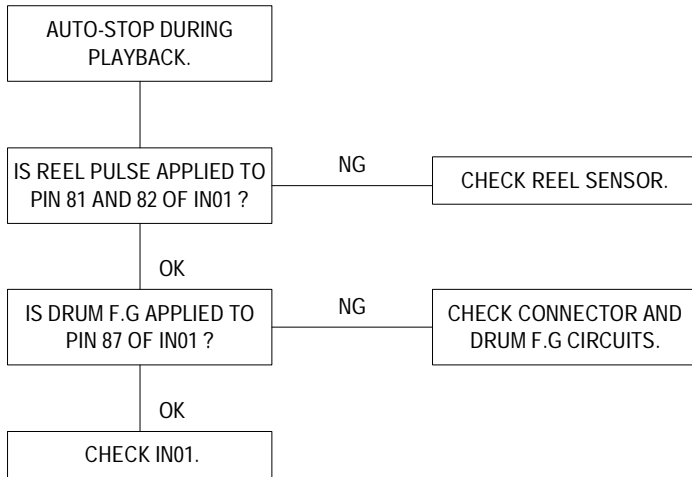 AUTO-STOP DURING
PLAYBACK.
IS REEL PULSE APPLIED TO
PIN 81 AND 82 OF IN01 ?
NG
CHECK REEL SENSOR.
OK
IS DRUM F.G APPLIED TO
PIN 87 OF IN01 ?
NG
CHECK CONNECTOR AND
DRUM F.G CIRCUITS.
OK
CHECK IN01.